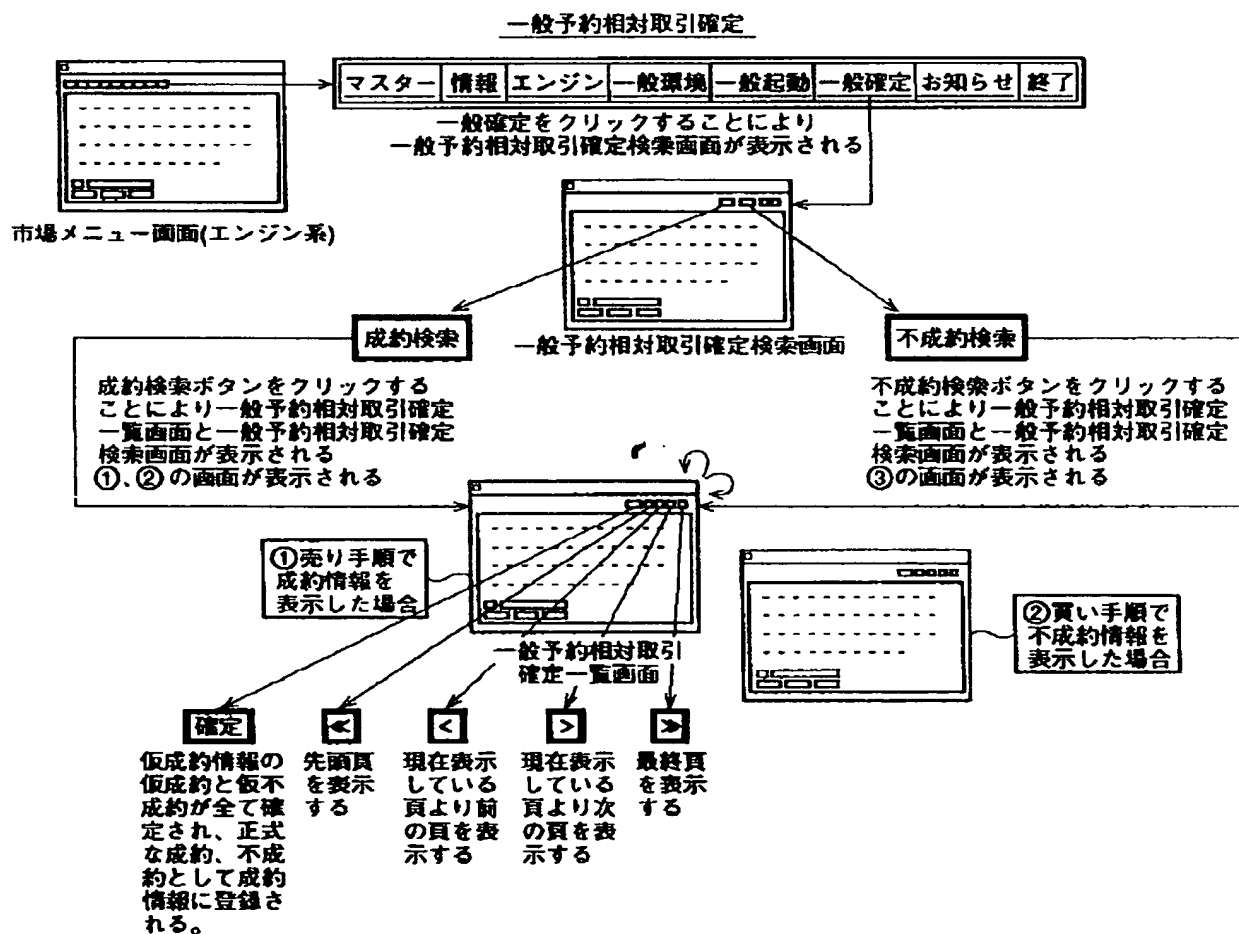 一般予約相対取引確定
マスター 情報 エンジン 一般環境 一般起動 一般確定 お知らせ 終了
一般確定をクリックすることにより
一般予約相対取引確定検索画面が表示される
市場メニュー画面(エンジン系)
一般予約相対取引確定検索画面
成約検索
不成約検索
成約検索ボタンをクリックする
ことにより一般予約相対取引確定
一覧画面と一般予約相対取引確定
検索画面が表示される
①、②の画面が表示される
不成約検索ボタンをクリックする
ことにより一般予約相対取引確定
一覧画面と一般予約相対取引確定
検索画面が表示される
③の画面が表示される
①売り手順で
成約情報を
表示した場合
②買い手順で
不成約情報を
表示した場合
一般予約相対取引
確定一覧画面
確定
仮成約情報の
仮成約と仮不
成約が全て確
定され、正式
な成約、不成
約として成約
情報に登録さ
れる。
≪
先頭頁
を表示
する
<
現在表示
している
頁より前
の頁を表
示する
>
現在表示
している
頁より次
の頁を表
示する
≫
最終頁
を表示
する